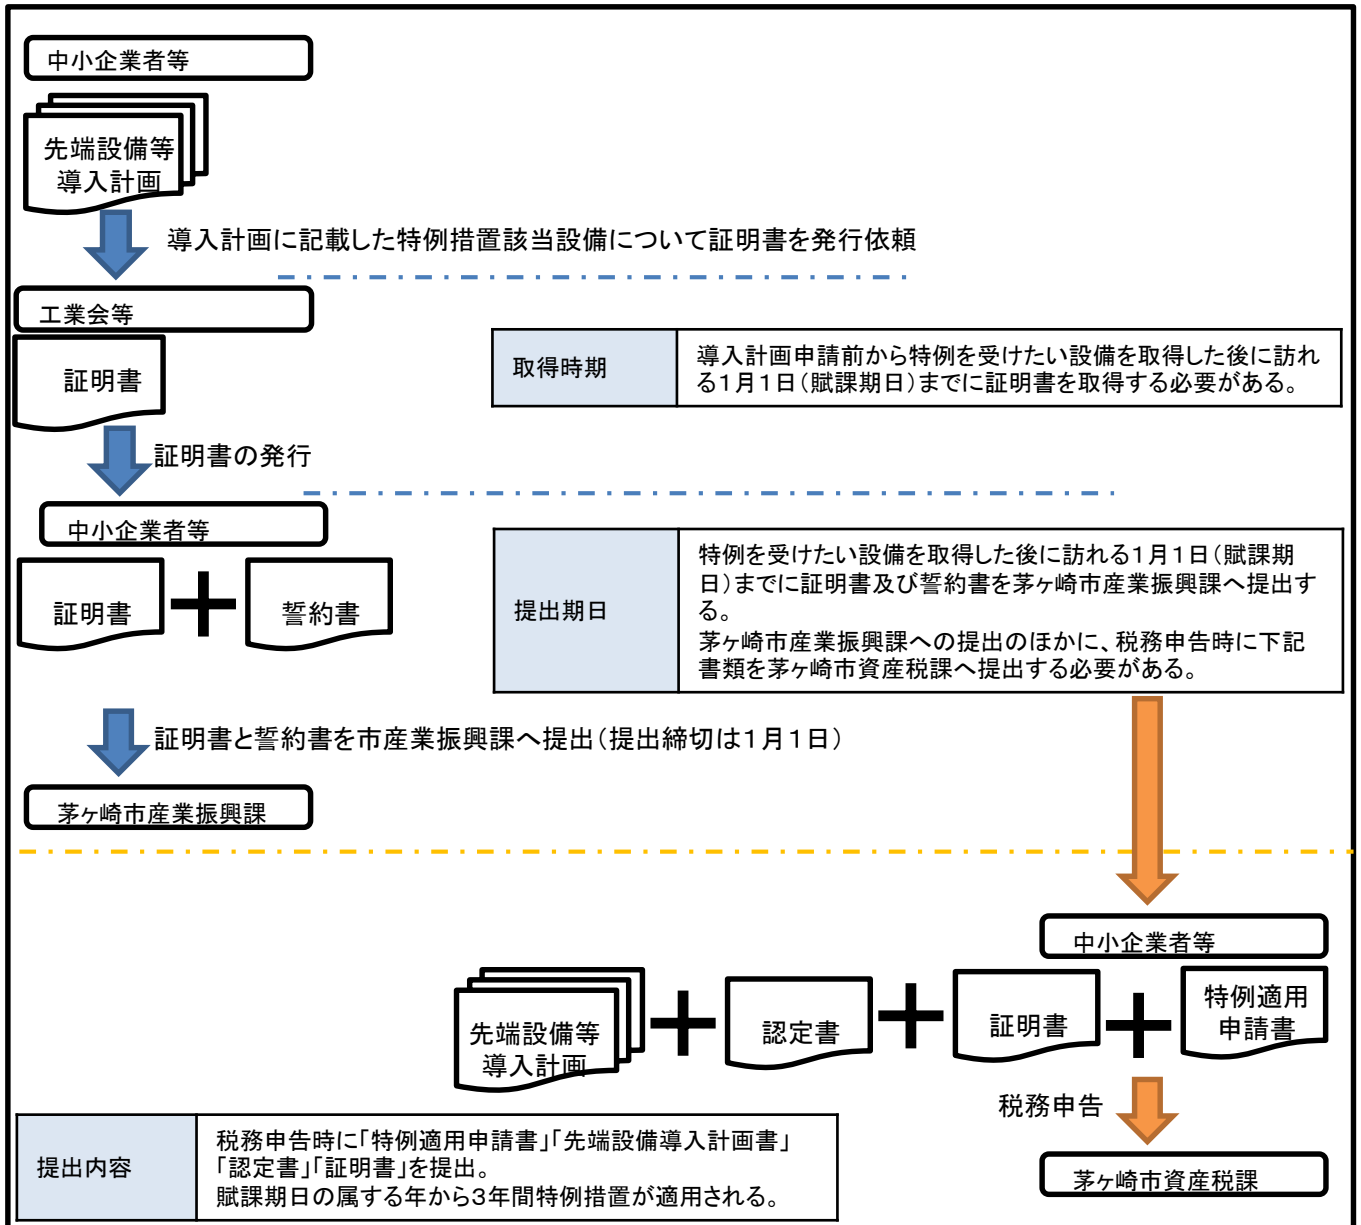 中小企業者等
先端設備等
導入計画
導入計画に記載した特例措置該当設備について証明書を発行依頼
工業会等
証明書
取得時期
導入計画申請前から特例を受けたい設備を取得した後に訪れ
る1月1日（賦課期日）までに証明書を取得する必要がある。
証明書の発行
中小企業者等
証明書
誓約書
提出期日
特例を受けたい設備を取得した後に訪れる1月1日（賦課期
日）までに証明書及び誓約書を茅ヶ崎市産業振興課へ提出す
る。
茅ヶ崎市産業振興課への提出のほかに、税務申告時に下記
書類を茅ヶ崎市資産税課へ提出する必要がある。
証明書と誓約書を市産業振興課へ提出（提出締切は1月1日）
茅ヶ崎市産業振興課
中小企業者等
先端設備等
導入計画
認定書
証明書
特例適用
申請書
税務申告
提出内容
税務申告時に「特例適用申請書」「先端設備導入計画書」
「認定書」「証明書」を提出。
賦課期日の属する年から3年間特例措置が適用される。
茅ヶ崎市資産税課